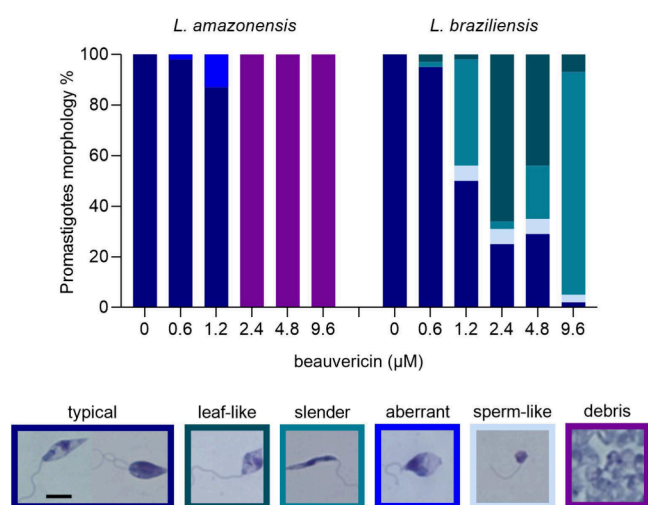 L. amazonensis L. braziliensis
Promastigotes morphology %
100
80
60
40
20
0
0 0.6 1.2 2.4 4.8 9.6 0 0.6 1.2 2.4 4.8 9.6
beauvericin (µM)
typical leaf-like slender aberrant sperm-like debris